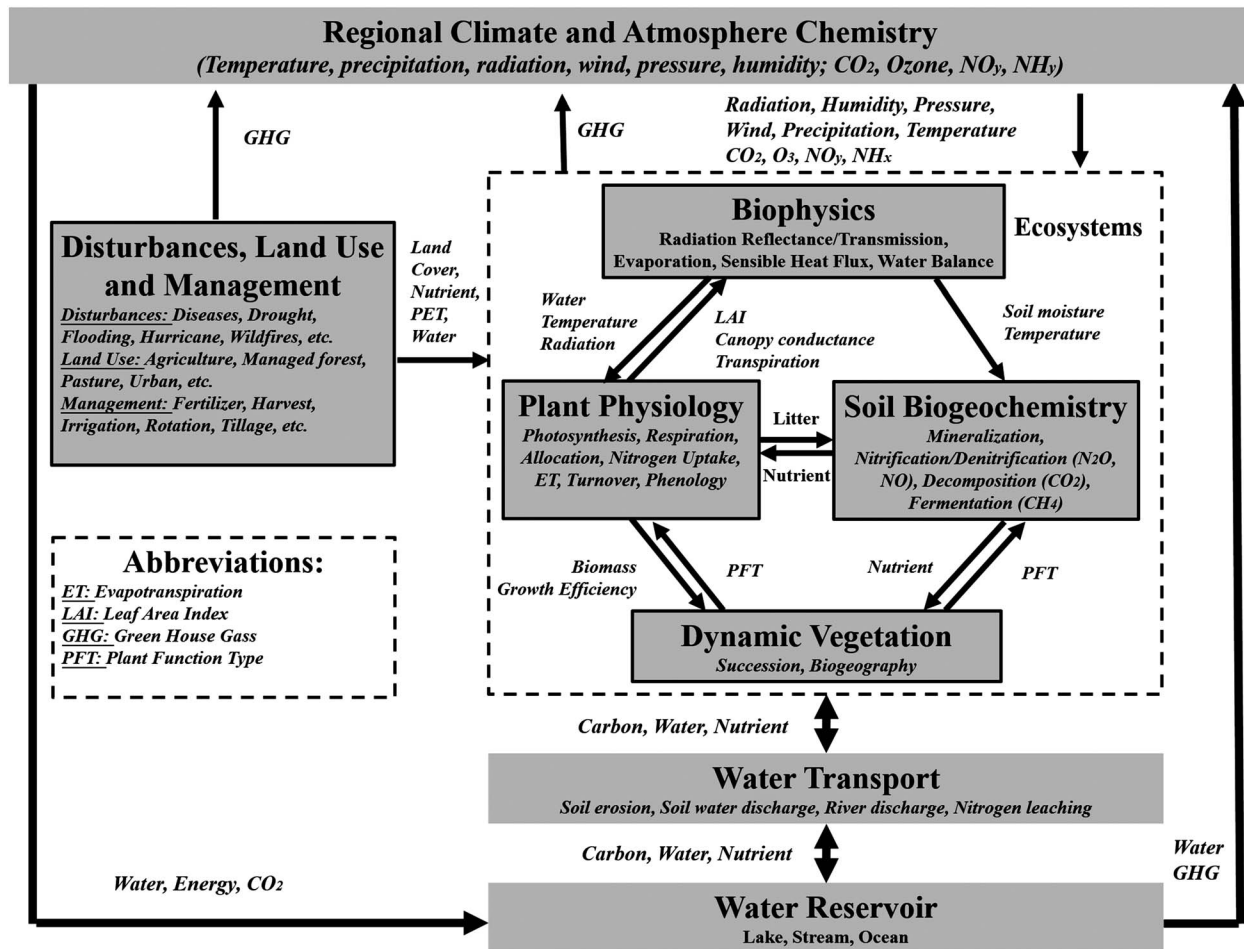 Regional Climate and Atmosphere Chemistry
(Temperature, precipitation, radiation, wind, pressure, humidity; CO₂, Ozone, NOy, NHy)
GHG
GHG
Radiation, Humidity, Pressure,
Wind, Precipitation, Temperature
CO₂, O₃, NOy, NHx
Disturbances, Land Use
and Management
Disturbances: Diseases, Drought,
Flooding, Hurricane, Wildfires, etc.
Land Use: Agriculture, Managed forest,
Pasture, Urban, etc.
Management: Fertilizer, Harvest,
Irrigation, Rotation, Tillage, etc.
Land
Cover,
Nutrient,
PET,
Water
Ecosystems
Biophysics
Radiation Reflectance/Transmission,
Evaporation, Sensible Heat Flux, Water Balance
Water
Temperature
Radiation
LAI
Canopy conductance
Transpiration
Soil moisture
Temperature
Plant Physiology
Photosynthesis, Respiration,
Allocation, Nitrogen Uptake,
ET, Turnover, Phenology
Litter
Nutrient
Soil Biogeochemistry
Mineralization,
Nitrification/Denitrification (N₂O,
NO), Decomposition (CO₂),
Fermentation (CH₄)
Biomass
Growth Efficiency
PFT
Nutrient
PFT
Dynamic Vegetation
Succession, Biogeography
Abbreviations:
ET: Evapotranspiration
LAI: Leaf Area Index
GHG: Green House Gass
PFT: Plant Function Type
Carbon, Water, Nutrient
Water Transport
Soil erosion, Soil water discharge, River discharge, Nitrogen leaching
Carbon, Water, Nutrient
Water
GHG
Water, Energy, CO₂
Water Reservoir
Lake, Stream, Ocean